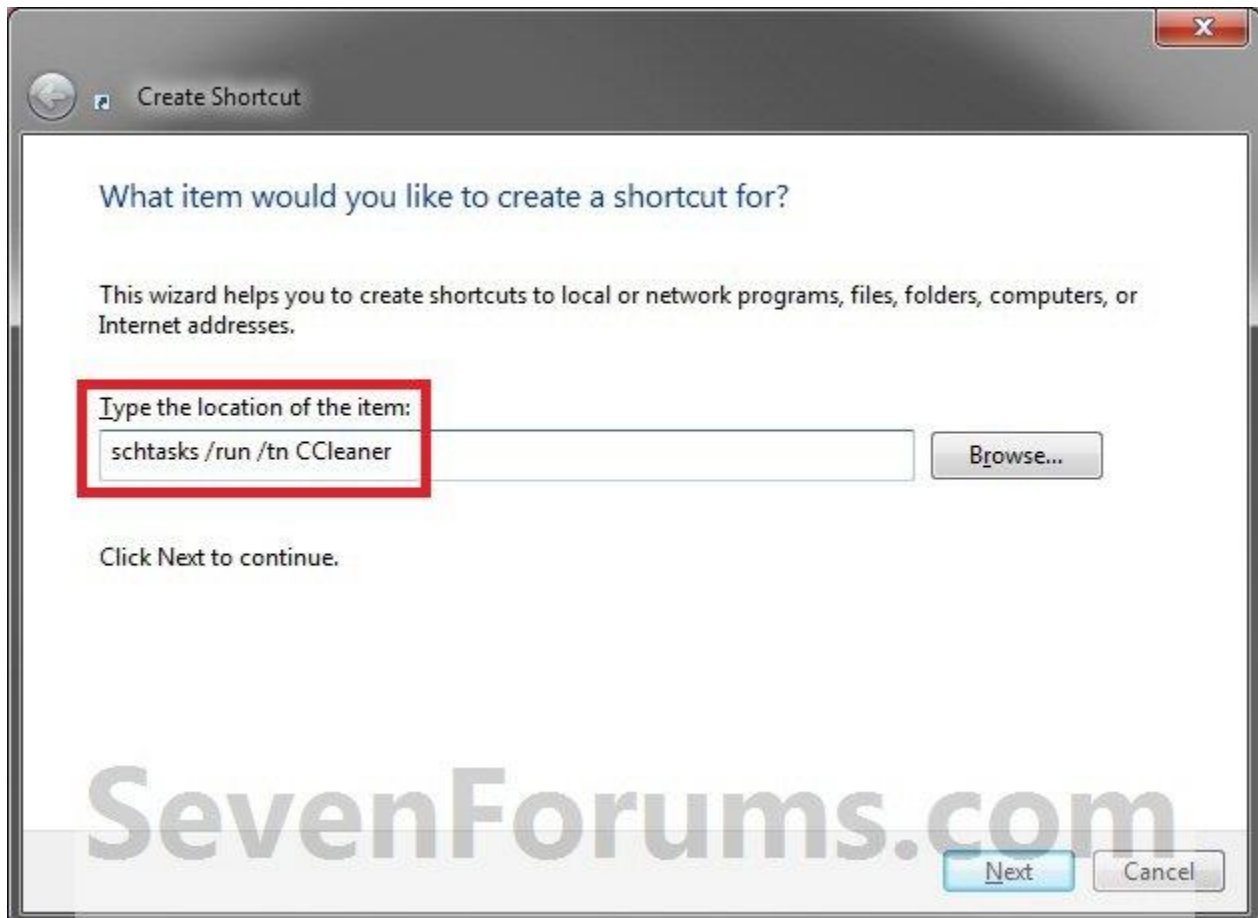 Create Shortcut
What item would you like to create a shortcut for?
This wizard helps you to create shortcuts to local or network programs, files, folders, computers, or
Internet addresses.
Type the location of the item:
schtasks /run /tn CCleaner
Browse...
Click Next to continue.
SevenForums.com
Next
Cancel